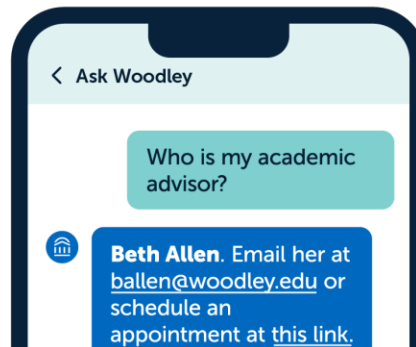 Ask Woodley
Who is my academic
advisor?
Beth Allen. Email her at
ballen@woodley.edu or
schedule an
appointment at this link.